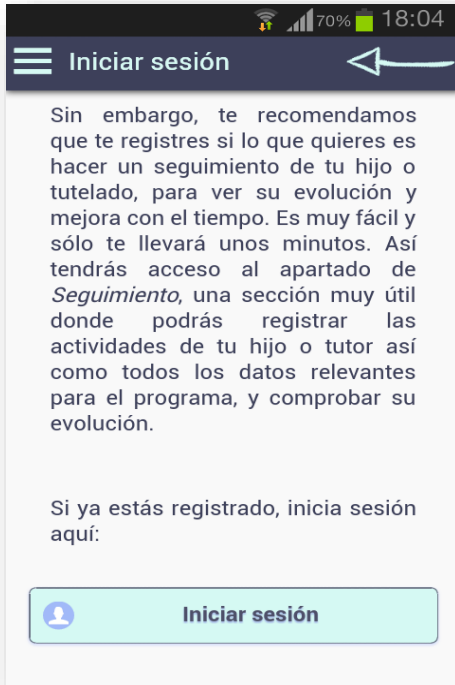 70% 18:04
Iniciar sesión
Sin embargo, te recomendamos
que te registres si lo que quieres es
hacer un seguimiento de tu hijo o
tutelado, para ver su evolución y
mejora con el tiempo. Es muy fácil y
sólo te llevará unos minutos. Así
tendrás acceso al apartado de
Seguimiento, una sección muy útil
donde podrás registrar las
actividades de tu hijo o tutor así
como todos los datos relevantes
para el programa, y comprobar su
evolución.
Si ya estás registrado, inicia sesión
aquí:
Iniciar sesión